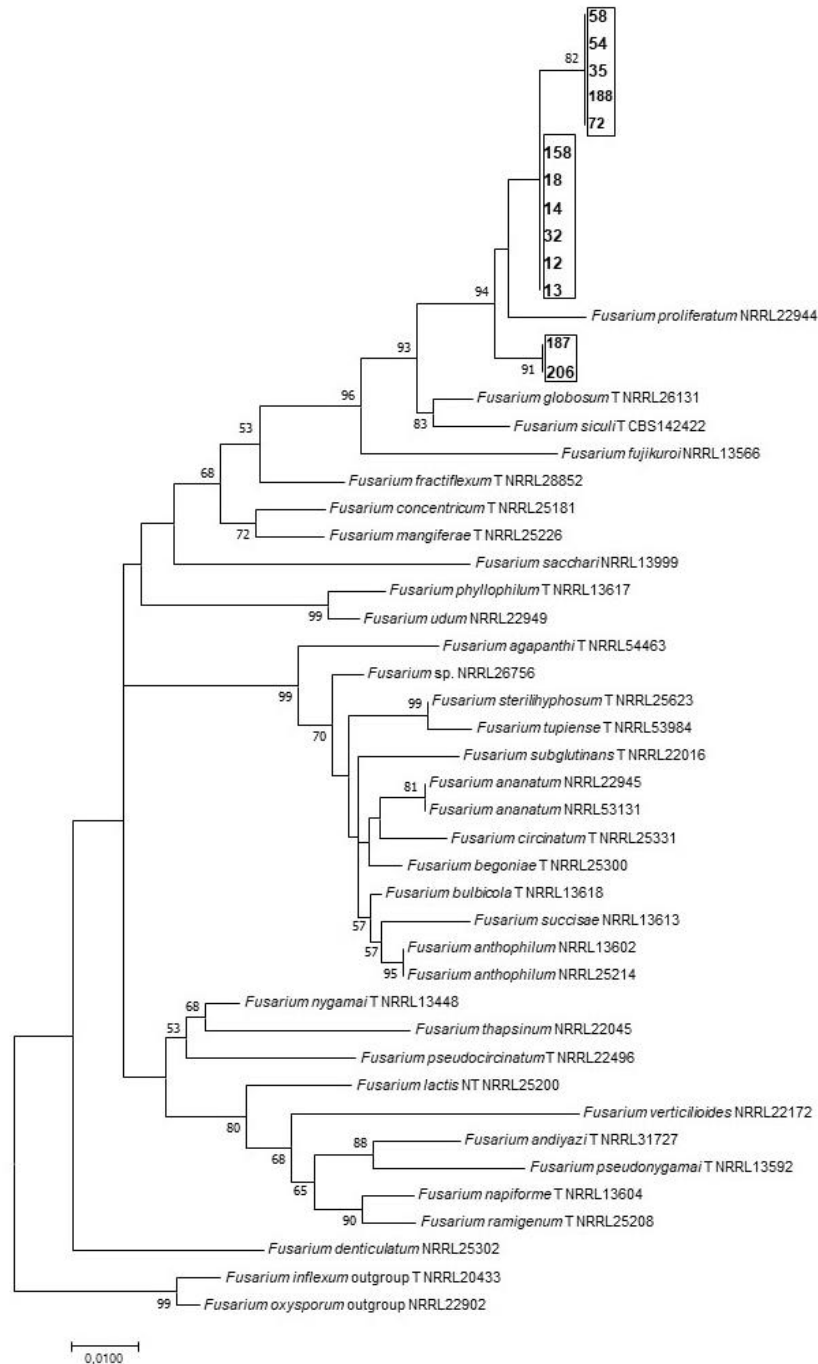 58
82
54
35
188
72
158
18
14
32
12
13
94
Fusarium proliferatum NRRL22944
187
93
91
206
96
Fusarium globosum T NRRL26131
83
Fusarium siculiT CBS142422
53
Fusarium fujikuroiNRRL13566
68
Fusarium fractiflexum T NRRL28852
Fusarium concentricum T NRRL25181
72
Fusarium mangiferae T NRRL25226
Fusarium sacchariNRRL13999
Fusarium phyllophilum T NRRL13617
99
Fusarium udum NRRL22949
Fusarium agapanthi T NRRL54463
99
Fusarium sp. NRRL26756
99
Fusarium sterilihyphosum T NRRL25623
70
Fusarium tupiense T NRRL53984
Fusarium subglutinans T NRRL22016
81
Fusarium ananatum NRRL22945
Fusarium ananatum NRRL53131
Fusarium circinatum T NRRL25331
Fusarium begoniae T NRRL25300
Fusarium bulbicola T NRRL13618
57
Fusarium succisae NRRL13613
57
Fusarium anthophilum NRRL13602
95
Fusarium anthophilum NRRL25214
68
Fusarium nygamai T NRRL13448
53
Fusarium thapsinum NRRL22045
Fusarium pseudocircinatumT NRRL22496
Fusarium lactis NT NRRL25200
80
Fusarium verticilioides NRRL22172
88
Fusarium andiyazi T NRRL31727
68
Fusarium pseudonygamai T NRRL13592
65
Fusarium napiforme T NRRL13604
90
Fusarium ramigenum T NRRL25208
Fusarium denticulatum NRRL25302
Fusarium inflexum outgroup T NRRL20433
99
Fusarium oxysporum outgroup NRRL22902
0,0100